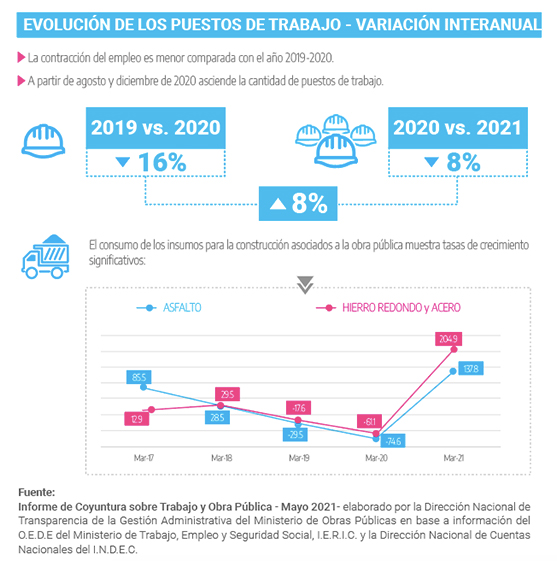 EVOLUCIÓN DE LOS PUESTOS DE TRABAJO - VARIACIÓN INTERANUAL
La contracción del empleo es menor comparada con el año 2019-2020.
A partir de agosto y diciembre de 2020 asciende la cantidad de puestos de trabajo.
2019 vs. 2020
16%
2020 vs. 2021
8%
8%
El consumo de los insumos para la construcción asociados a la obra pública muestra tasas de crecimiento
significativos:
ASFALTO
HIERRO REDONDO y ACERO
85.5
12.9
29.5
28.5
-17.6
-29.5
-61.1
-74.6
204.9
137.8
Mar-17
Mar-18
Mar-19
Mar-20
Mar-21
Fuente:
Informe de Coyuntura sobre Trabajo y Obra Pública - Mayo 2021- elaborado por la Dirección Nacional de
Transparencia de la Gestión Administrativa del Ministerio de Obras Públicas en base a información del
O.E.D.E del Ministerio de Trabajo, Empleo y Seguridad Social, I.E.R.I.C. y la Dirección Nacional de Cuentas
Nacionales del I.N.D.E.C.